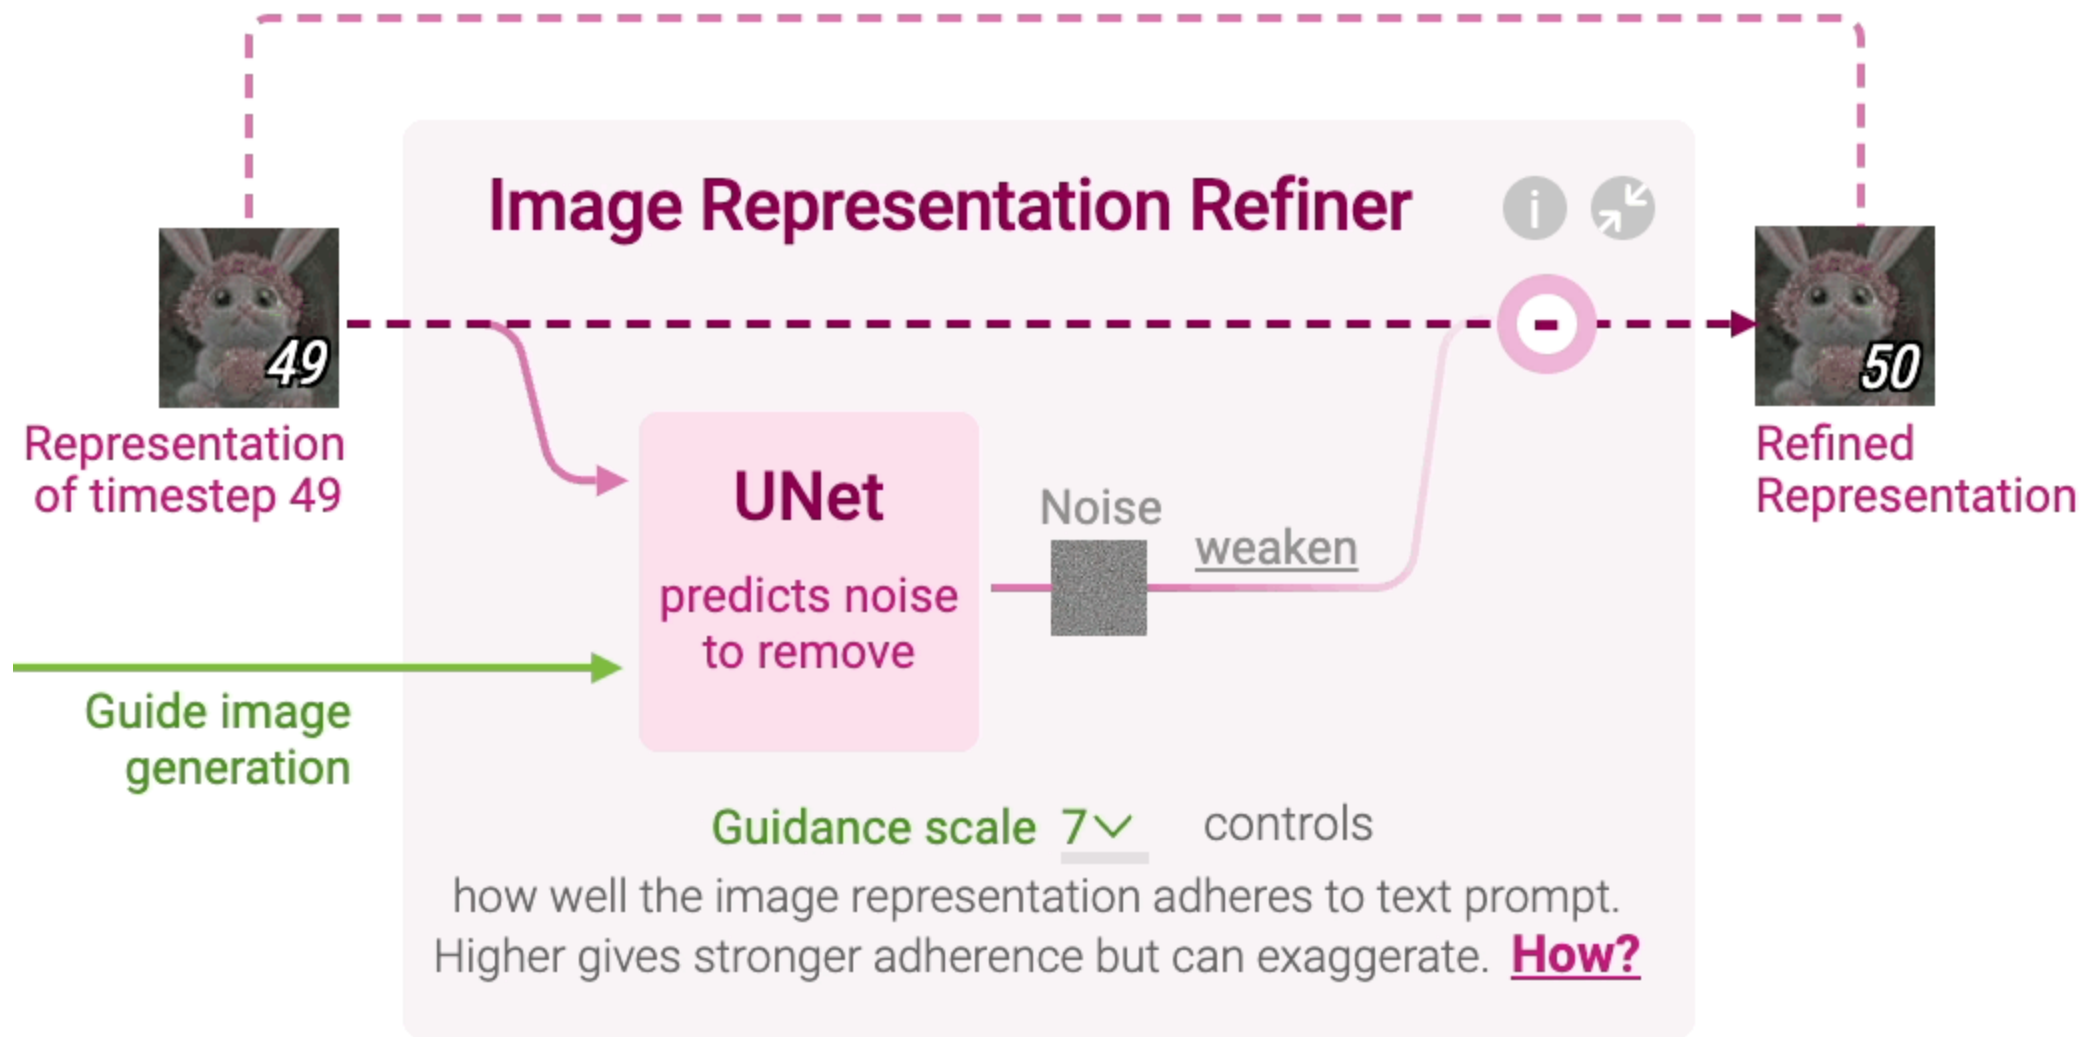 Image Representation Refiner
i
49
50
-
Representation
of timestep 49
Refined
Representation
UNet
predicts noise
to remove
Noise
weaken
Guide image
generation
Guidance scale 7 controls
how well the image representation adheres to text prompt.
Higher gives stronger adherence but can exaggerate. How?